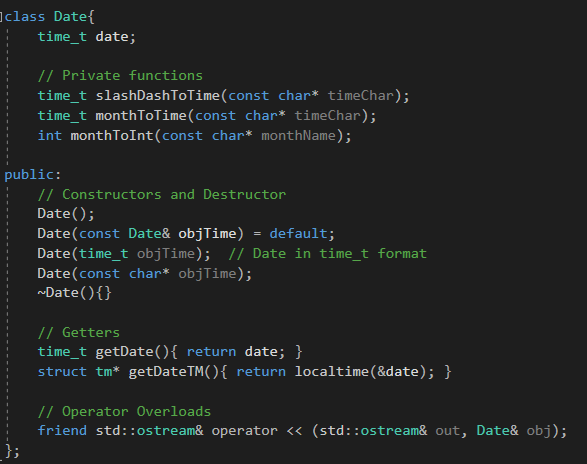 class Date{
    time_t date;

    // Private functions
    time_t slashDashToTime(const char* timeChar);
    time_t monthToTime(const char* timeChar);
    int monthToInt(const char* monthName);

public:
    // Constructors and Destructor
    Date();
    Date(const Date& objTime) = default;
    Date(time_t objTime);  // Date in time_t format
    Date(const char* objTime);
    ~Date(){}

    // Getters
    time_t getDate(){ return date; }
    struct tm* getDateTM(){ return localtime(&date); }

    // Operator Overloads
    friend std::ostream& operator << (std::ostream& out, Date& obj);
};